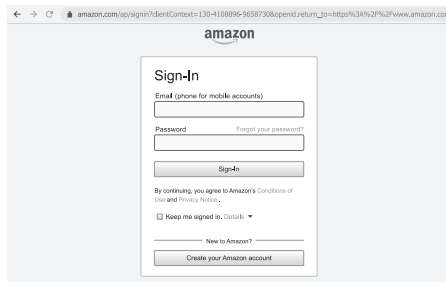 amazon.com/ap/signin?clientContext=130-4108896-9658730&openid.return_to=https%3A%2F%2Fwww.amazon.com
amazon
Sign-In
Email (phone for mobile accounts)
Password Forgot your password?
Sign-In
By continuing, you agree to Amazon's Conditions of
Use and Privacy Notice.
Keep me signed in. Details
New to Amazon?
Create your Amazon account